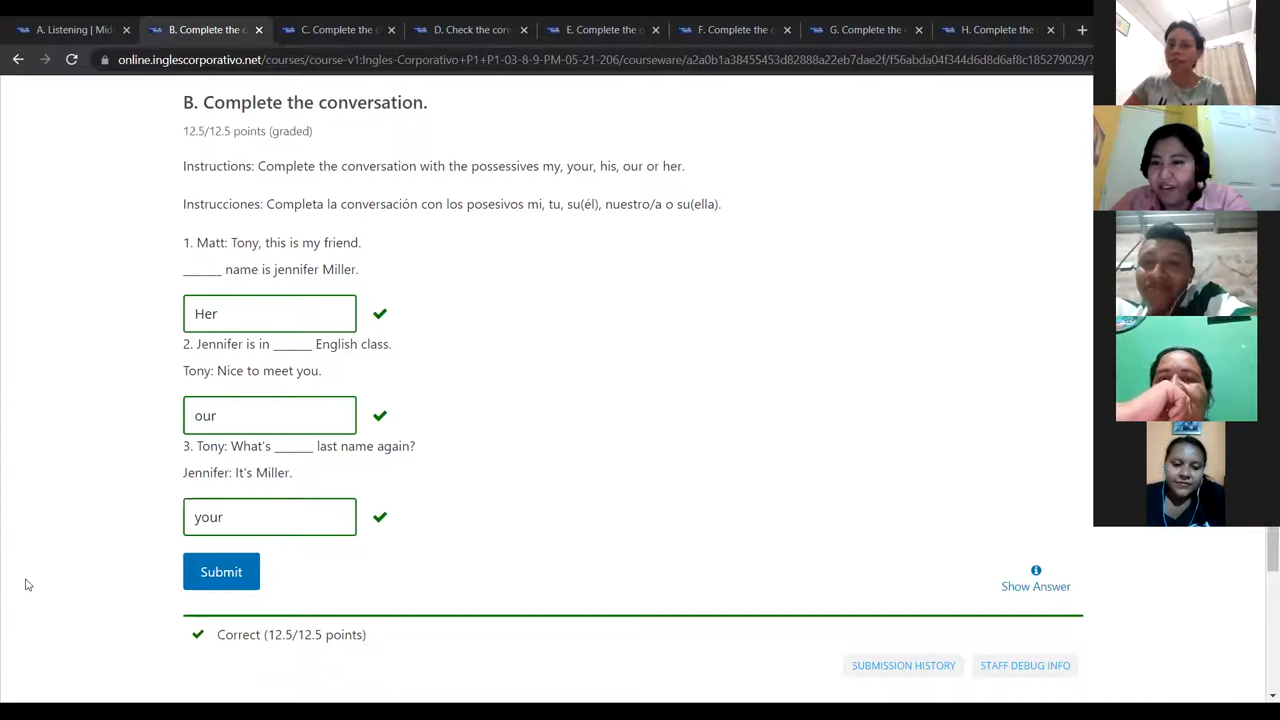 A. Listening | Mid
B. Complete the c
C. Complete the c
D. Check the corre
E. Complete the q
F. Complete the c
G. Complete the c
H. Complete the
online.inglescorporativo.net/courses/course-v1:Ingles-Corporativo+P1+P1-03-8-9-PM-05-21-206/courseware/a2a0b1a38455453d82888a22eb7dae2f/f56abda04f344d6d8d6af8c185279029/?
B. Complete the conversation.
12.5/12.5 points (graded)
Instructions: Complete the conversation with the possessives my, your, his, our or her.
Instrucciones: Completa la conversación con los posesivos mi, tu, su(él), nuestro/a o su(ella).
1. Matt: Tony, this is my friend.
______ name is jennifer Miller.
Her
2. Jennifer is in ______ English class.
Tony: Nice to meet you.
our
3. Tony: What's ______ last name again?
Jennifer: It's Miller.
your
Submit
Show Answer
Correct (12.5/12.5 points)
SUBMISSION HISTORY
STAFF DEBUG INFO